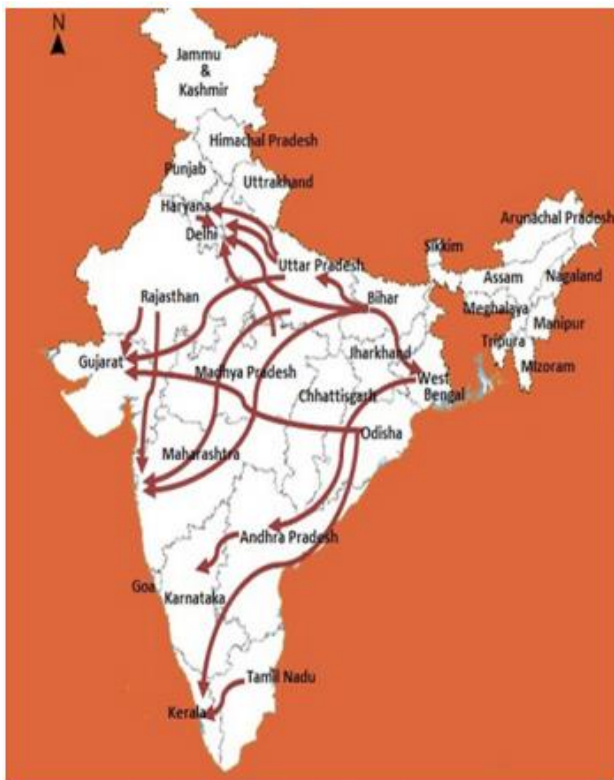 N
Jammu
&
Kashmir
Himachal Pradesh
Punjab
Uttrakhand
Haryana
Delhi
Arunachal Pradesh
Sikkim
Uttar Pradesh
Assam
Nagaland
Rajasthan
Bihar
Meghalaya
Manipur
Tripura
Jharkhand
Gujarat
Mizoram
Madhya Pradesh
West
Bengal
Chhattisgarh
Odisha
Maharashtra
Andhra Pradesh
Goa
Karnataka
Tamil Nadu
Kerala